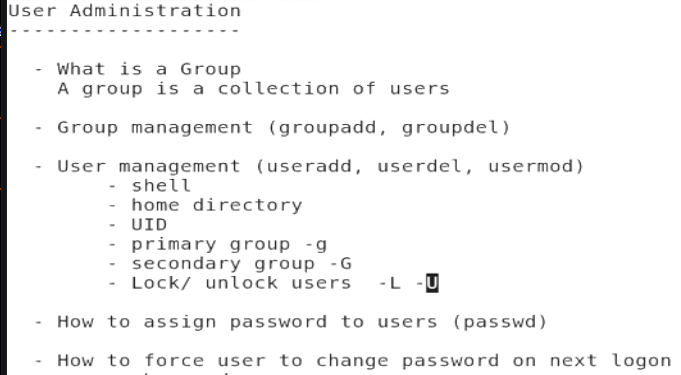 User Administration
-------------------
- What is a Group
A group is a collection of users
- Group management (groupadd, groupdel)
- User management (useradd, userdel, usermod)
- shell
- home directory
- UID
- primary group -g
- secondary group -G
- Lock/ unlock users  -L -U
- How to assign password to users (passwd)
- How to force user to change password on next logon